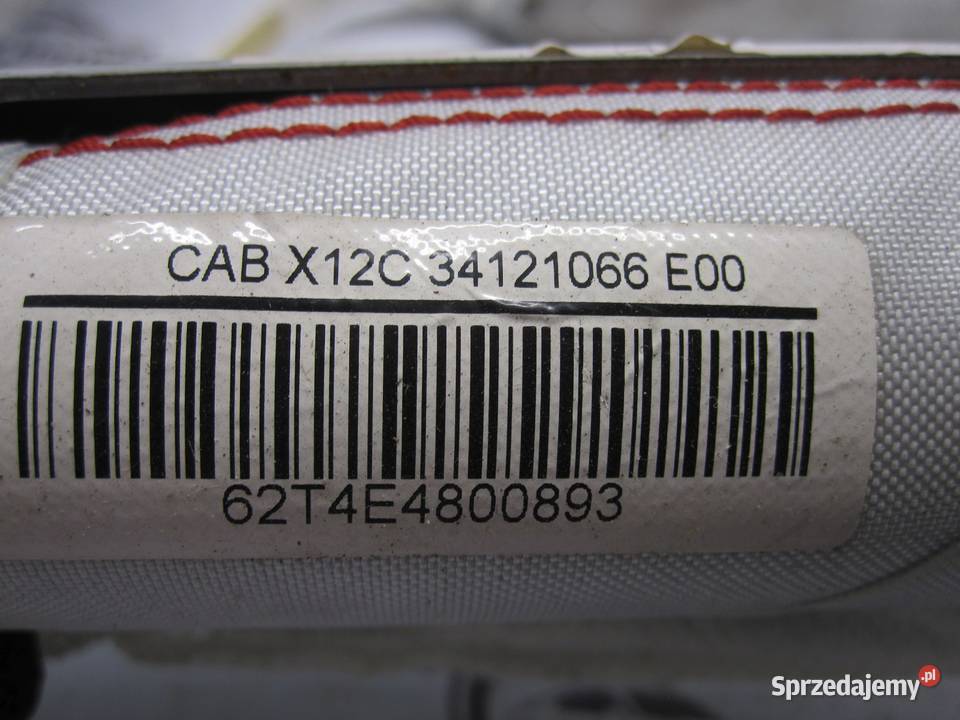 CAB X12C 34121066 E00
62T4E4800893
Sprzedajemy.pl